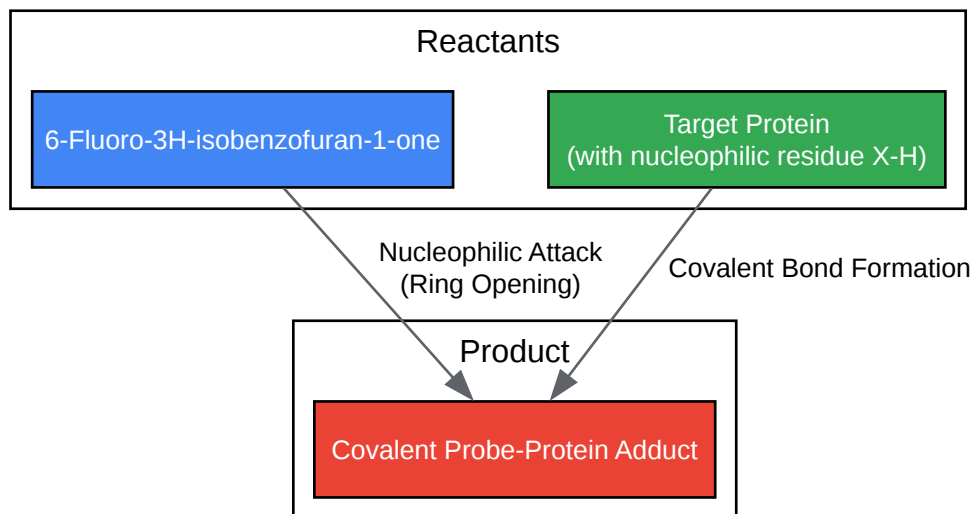 Reactants
6-Fluoro-3H-isobenzofuran-1-one
Target Protein
(with nucleophilic residue X-H)
Nucleophilic Attack
(Ring Opening)
Covalent Bond Formation
Product
Covalent Probe-Protein Adduct